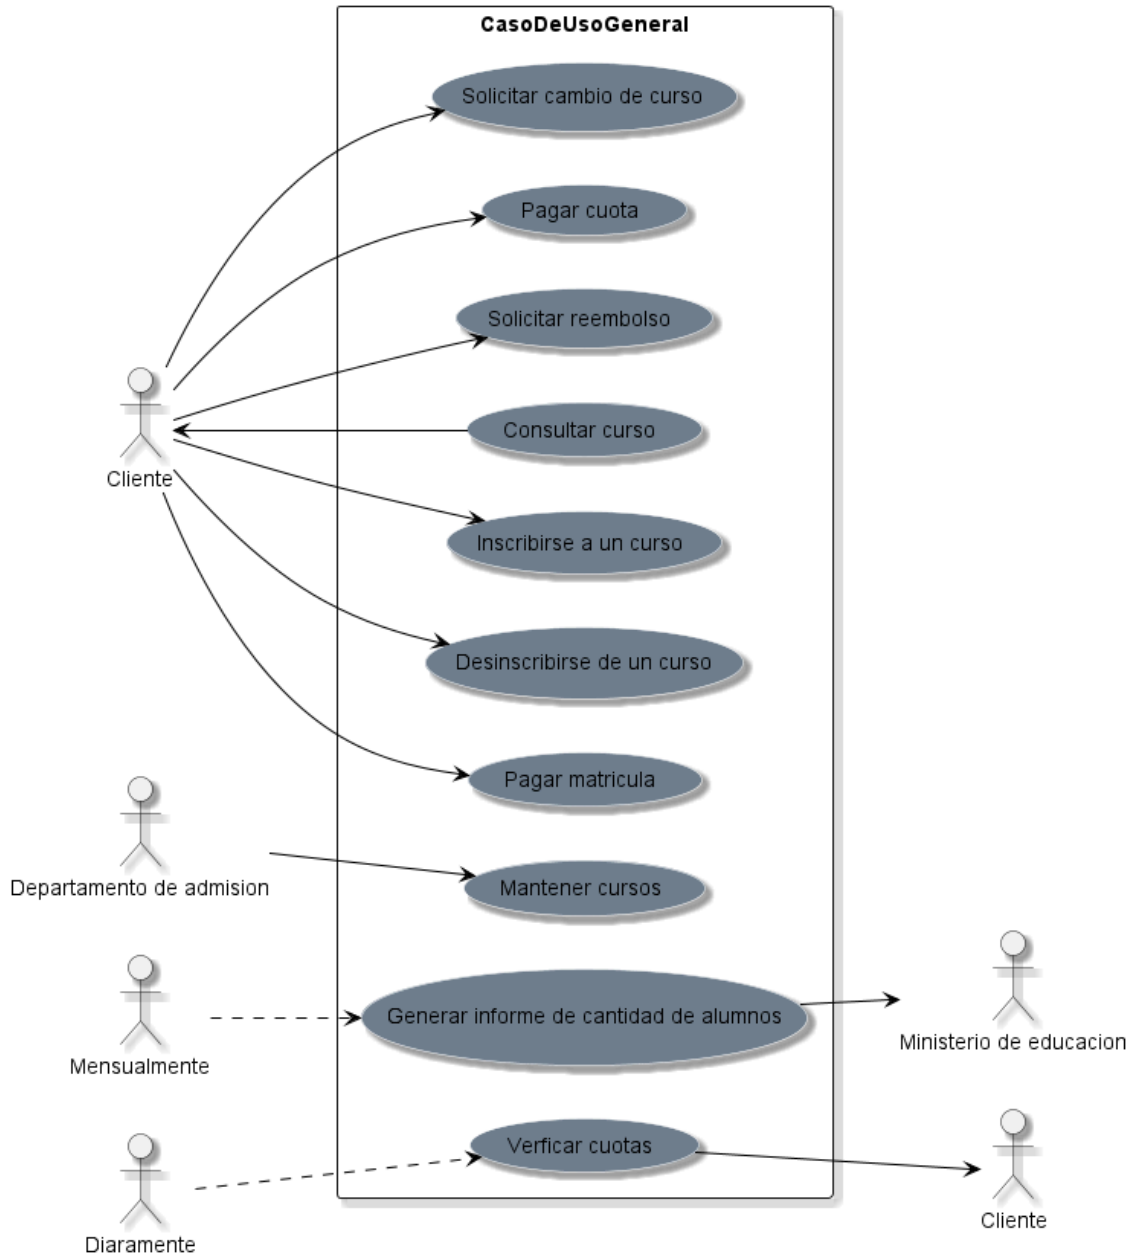 CasoDeUsoGeneral
Solicitar cambio de curso
Pagar cuota
Solicitar reembolso
Consultar curso
Cliente
Inscribirse a un curso
Desinscribirse de un curso
Pagar matricula
Departamento de admision
Mantener cursos
Generar informe de cantidad de alumnos
Ministerio de educacion
Mensualmente
Verficar cuotas
Cliente
Diaramente